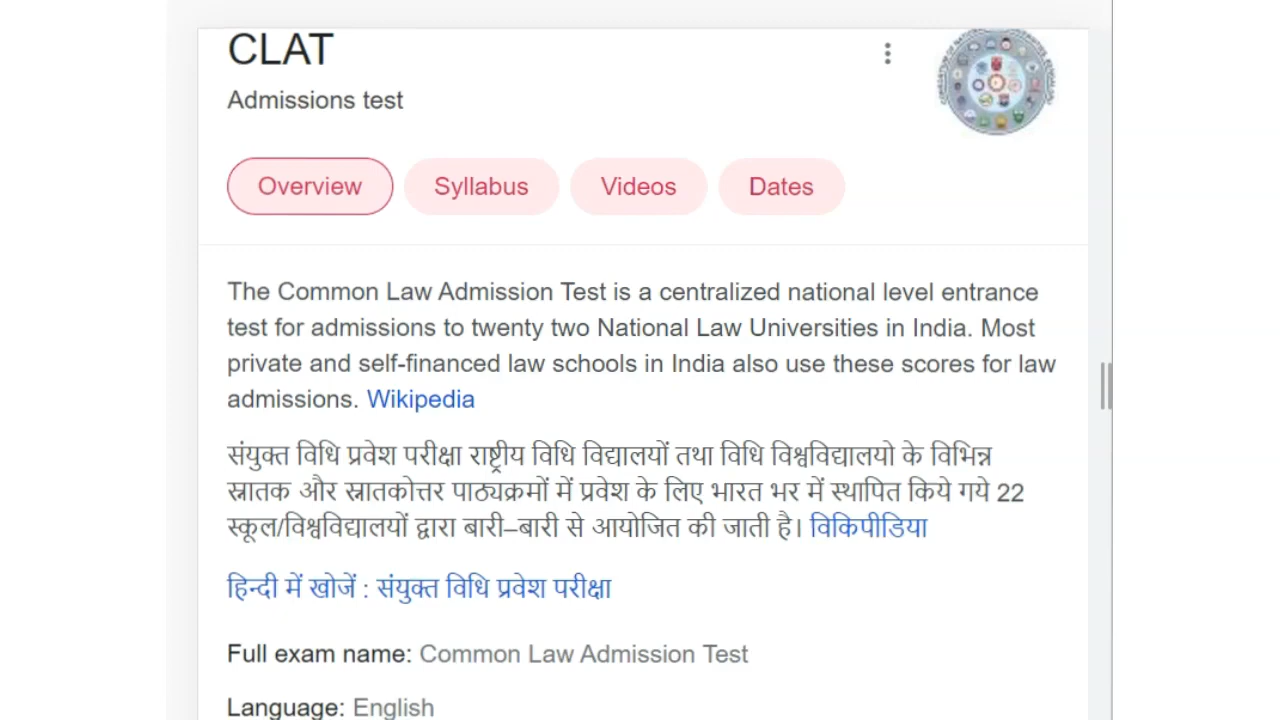 CLAT
Admissions test
Overview Syllabus Videos Dates
The Common Law Admission Test is a centralized national level entrance
test for admissions to twenty two National Law Universities in India. Most
private and self-financed law schools in India also use these scores for law
admissions. Wikipedia
संयुक्त विधि प्रवेश परीक्षा राष्ट्रीय विधि विद्यालयों तथा विधि विश्वविद्यालयो के विभिन्न
स्नातक और स्नातकोत्तर पाठ्यक्रमों में प्रवेश के लिए भारत भर में स्थापित किये गये 22
स्कूल/विश्वविद्यालयों द्वारा बारी–बारी से आयोजित की जाती है। विकिपीडिया
हिन्दी में खोजें : संयुक्त विधि प्रवेश परीक्षा
Full exam name: Common Law Admission Test
Language: English